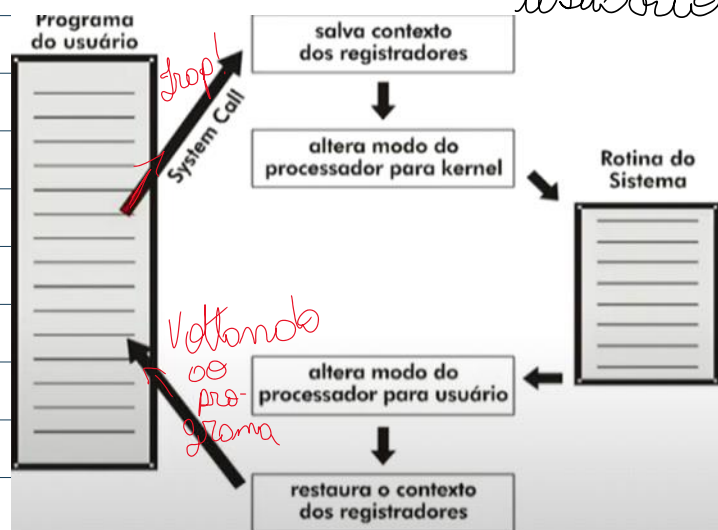 Programa
do usuário
Trap!
System Call
salva contexto
dos registradores
altera modo do
processador para kernel
Rotina do
Sistema
altera modo do
processador para usuário
restaura o contexto
dos registradores
Voltando
ao
pro-
grama